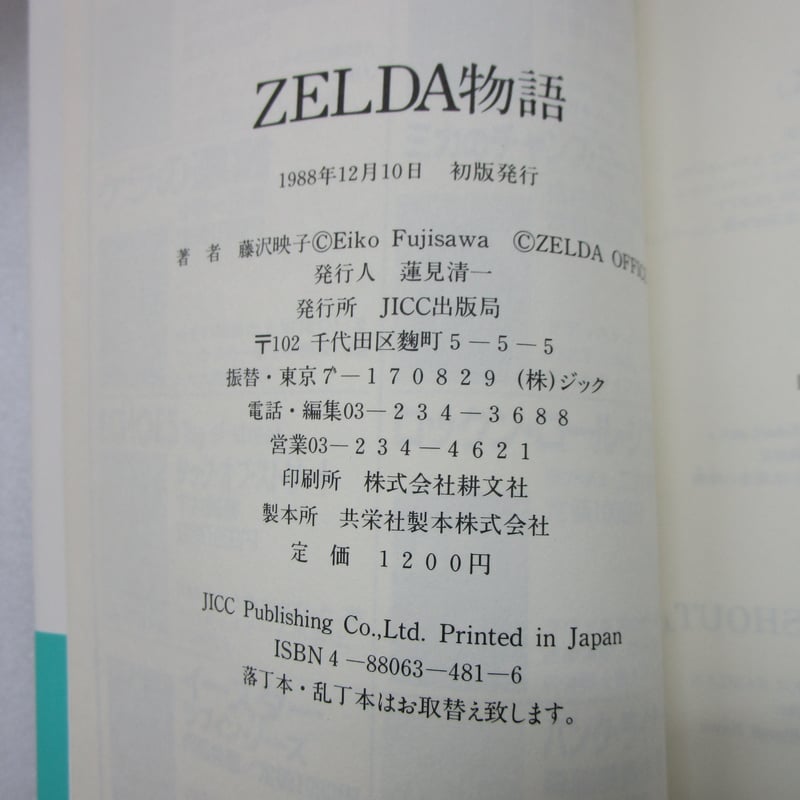 ZELDA物語
1988年12月10日　初版発行
著　者　藤沢映子©Eiko Fujisawa　©ZELDA OFFICE
発行人　蓮見清一
発行所　JICC出版局
〒102 千代田区麴町５―５―５
振替・東京７―１７０８２９　(株)ジック
電話・編集03―２３４―３６８８
営業03―２３４―４６２１
印刷所　株式会社耕文社
製本所　共栄社製本株式会社
定　価　１２００円
JICC Publishing Co.,Ltd. Printed in Japan
ISBN4―88063―481―6
落丁本・乱丁本はお取替え致します。